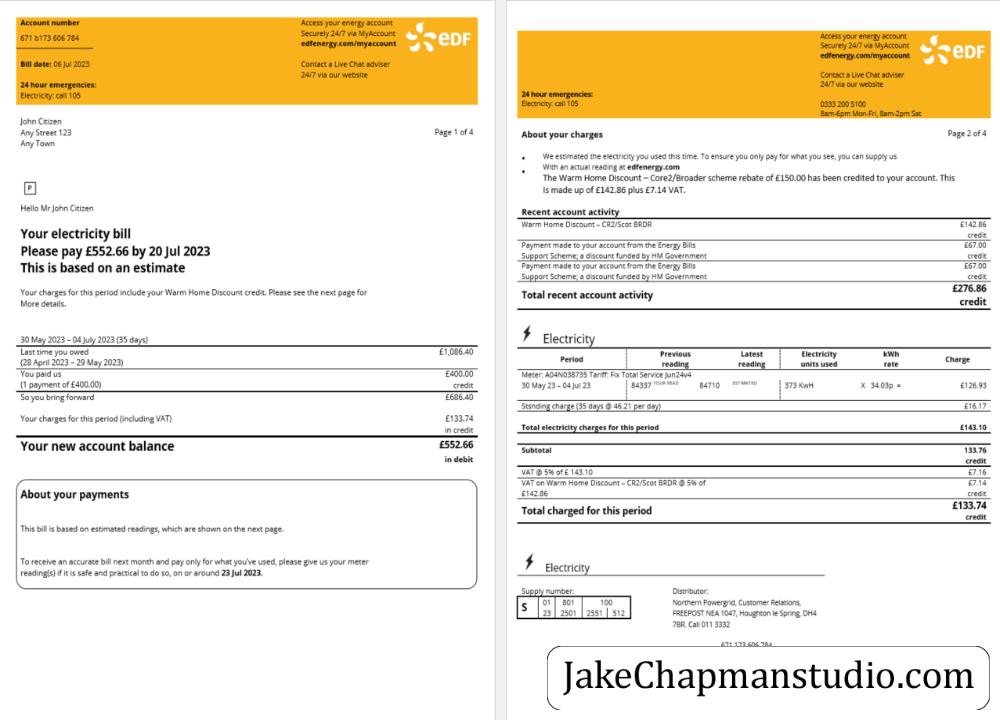 Account number
671 b173 606 784
Bill date: 06 Jul 2023
24 hour emergencies:
Electricity: call 105
Access your energy account
Securely 24/7 via MyAccount
edfenergy.com/myaccount
Contact a Live Chat adviser
24/7 via our website
eDF
John Citizen
Any Street 123
Any Town
Page 1 of 4
P
Hello Mr John Citizen
Your electricity bill
Please pay £552.66 by 20 Jul 2023
This is based on an estimate
Your charges for this period include your Warm Home Discount credit. Please see the next page for
More details.
30 May 2023 – 04 July 2023 (35 days)
Last time you owed £1,086.40
(28 April 2023 – 29 May 2023)
You paid us £400.00
(1 payment of £400.00) credit
So you bring forward £686.40
Your charges for this period (including VAT) £133.74
in credit
Your new account balance £552.66
in debit
About your payments
This bill is based on estimated readings, which are shown on the next page.
To receive an accurate bill next month and pay only for what you've used, please give us your meter
reading(s) if it is safe and practical to do so, on or around 23 Jul 2023.
24 hour emergencies:
Electricity: call 105
Access your energy account
Securely 24/7 via MyAccount
edfenergy.com/myaccount
Contact a Live Chat adviser
24/7 via our website
0333 200 5100
8am-6pm Mon-Fri, 8am-2pm Sat
eDF
About your charges Page 2 of 4
• We estimated the electricity you used this time. To ensure you only pay for what you see, you can supply us
• With an actual reading at edfenergy.com
The Warm Home Discount – Core2/Broader scheme rebate of £150.00 has been credited to your account. This
Is made up of £142.86 plus £7.14 VAT.
Recent account activity
Warm Home Discount – CR2/Scot BRDR £142.86
credit
Payment made to your account from the Energy Bills £67.00
Support Scheme; a discount funded by HM Government credit
Payment made to your account from the Energy Bills £67.00
Support Scheme; a discount funded by HM Government credit
Total recent account activity £276.86
credit
Electricity
Period Previous reading Latest reading Electricity units used kWh rate Charge
Meter: A04N038735 Tariff: Fix Total Service Jun24v4
30 May 23 – 04 Jul 23 84337 YOUR READ 84710 ESTIMATED 373 KwH X 34.03p = £126.93
Stsnding charge (35 days @ 46.21 per day) £16.17
Total electricity charges for this period £143.10
Subtotal 133.76
credit
VAT @ 5% of £ 143.10 £7.16
VAT on Warm Home Discount – CR2/Scot BRDR @ 5% of £7.14
£142.86 credit
Total charged for this period £133.74
credit
Electricity
Supply number:
S 01 801 100
23 2501 2551 512
Distributor:
Northern Powergrid, Customer Relations,
FREEPOST NEA 1047, Houghton le Spring, DH4
7BR. Call 011 3332
671 173 606 784
JakeChapmanstudio.com